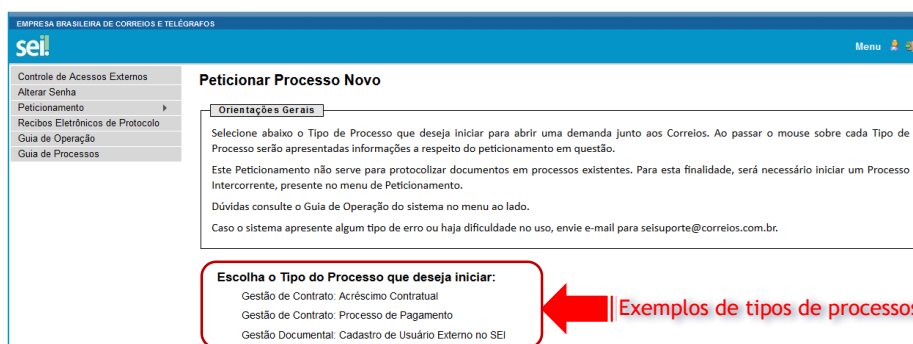 EMPRESA BRASILEIRA DE CORREIOS E TELÉGRAFOS
sei!
Menu
Controle de Acessos Externos
Alterar Senha
Peticionamento
Recibos Eletrônicos de Protocolo
Guia de Operação
Guia de Processos
Peticionar Processo Novo
Orientações Gerais
Selecione abaixo o Tipo de Processo que deseja iniciar para abrir uma demanda junto aos Correios. Ao passar o mouse sobre cada Tipo de
Processo serão apresentadas informações a respeito do peticionamento em questão.
Este Peticionamento não serve para protocolizar documentos em processos existentes. Para esta finalidade, será necessário iniciar um Processo
Intercorrente, presente no menu de Peticionamento.
Dúvidas consulte o Guia de Operação do sistema no menu ao lado.
Caso o sistema apresente algum tipo de erro ou haja dificuldade no uso, envie e-mail para seisuporte@correios.com.br.
Escolha o Tipo do Processo que deseja iniciar:
Gestão de Contrato: Acréscimo Contratual
Gestão de Contrato: Processo de Pagamento
Gestão Documental: Cadastro de Usuário Externo no SEI
Exemplos de tipos de processos